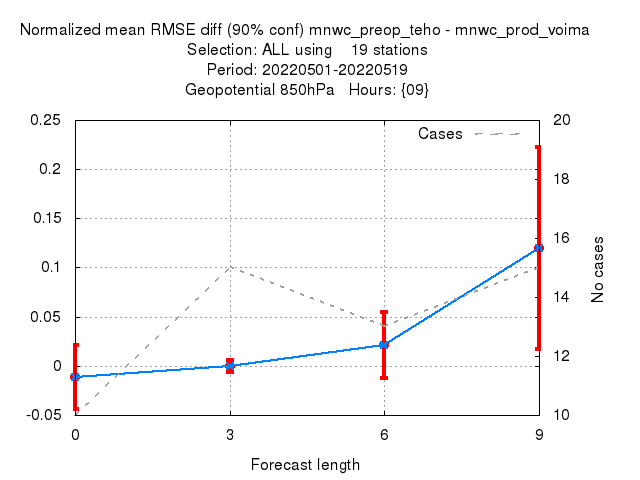 Normalized mean RMSE diff (90% conf) mnwc_preop_teho - mnwc_prod_voima
Selection: ALL using    19 stations
Period: 20220501-20220519
Geopotential 850hPa   Hours: {09}
Cases
0.25
0.2
0.15
0.1
0.05
0
-0.05
20
18
16
14
12
10
No cases
0 3 6 9
Forecast length